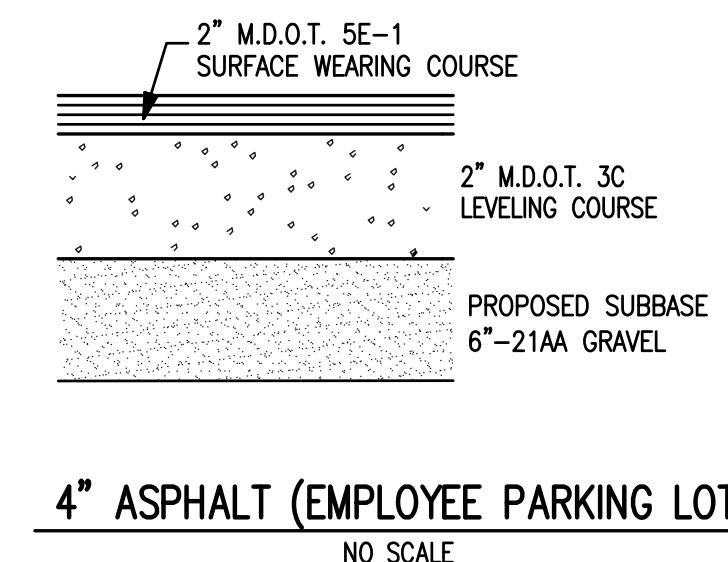 2" M.D.O.T. 5E-1
SURFACE WEARING COURSE
2" M.D.O.T. 3C
LEVELING COURSE
PROPOSED SUBBASE
6"-21AA GRAVEL
4" ASPHALT (EMPLOYEE PARKING LOT
NO SCALE